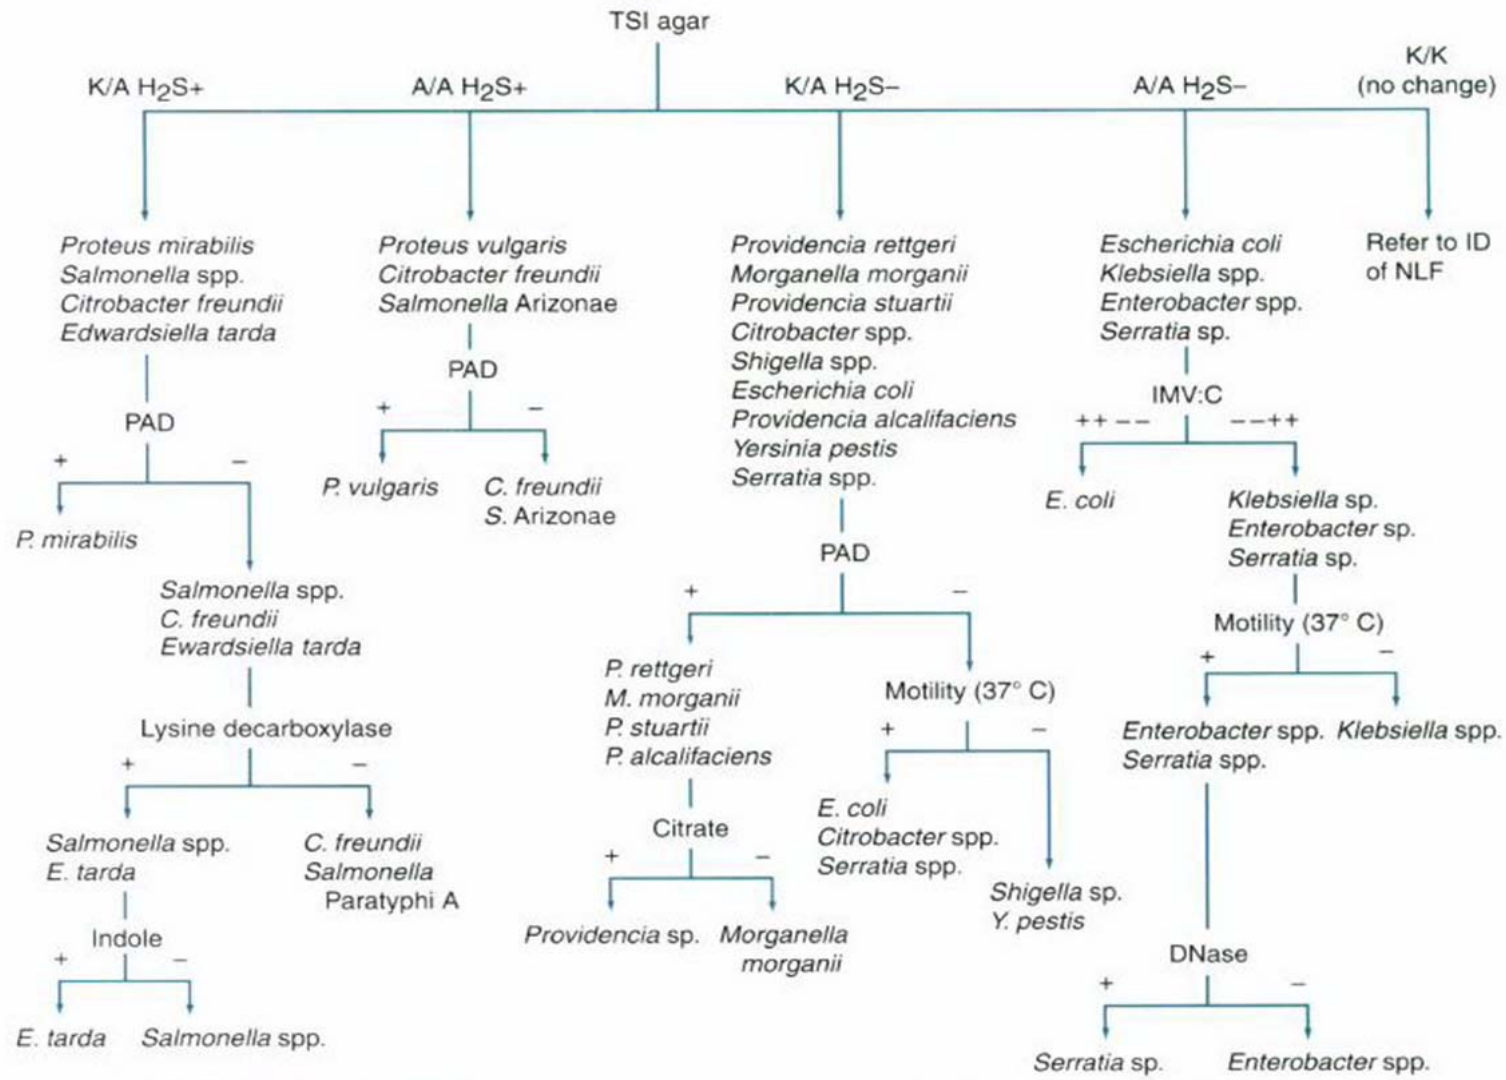 TSI agar
K/A H2S+
A/A H2S+
K/A H2S–
A/A H2S–
K/K
(no change)
Proteus mirabilis
Salmonella spp.
Citrobacter freundii
Edwardsiella tarda
PAD
+
–
P. mirabilis
Salmonella spp.
C. freundii
Ewardsiella tarda
Lysine decarboxylase
+
–
Salmonella spp.
E. tarda
C. freundii
Salmonella
Paratyphi A
Indole
+
–
E. tarda
Salmonella spp.
Proteus vulgaris
Citrobacter freundii
Salmonella Arizonae
PAD
+
–
P. vulgaris
C. freundii
S. Arizonae
Providencia rettgeri
Morganella morganii
Providencia stuartii
Citrobacter spp.
Shigella spp.
Escherichia coli
Providencia alcalifaciens
Yersinia pestis
Serratia spp.
PAD
+
–
P. rettgeri
M. morganii
P. stuartii
P. alcalifaciens
Citrate
+
–
Providencia sp.
Morganella
morganii
Motility (37° C)
+
–
E. coli
Citrobacter spp.
Serratia spp.
Shigella sp.
Y. pestis
Escherichia coli
Klebsiella spp.
Enterobacter spp.
Serratia sp.
IMV:C
++ – –
– –++
E. coli
Klebsiella sp.
Enterobacter sp.
Serratia sp.
Motility (37° C)
+
–
Enterobacter spp.
Serratia spp.
Klebsiella spp.
DNase
+
–
Serratia sp.
Enterobacter spp.
Refer to ID
of NLF